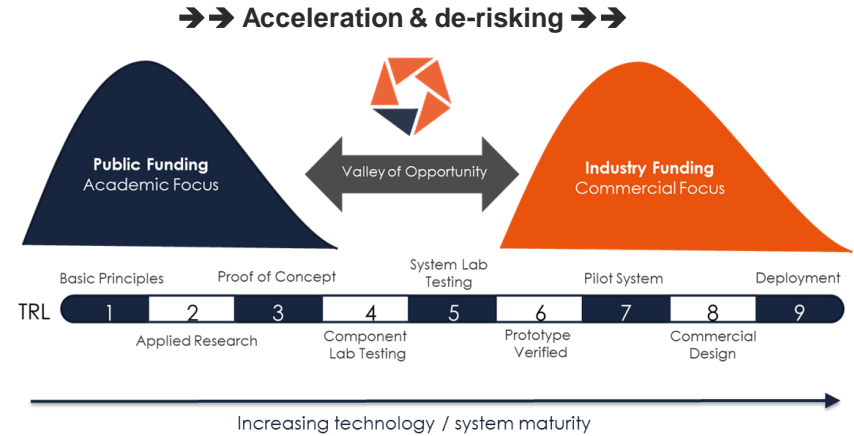 ➔➔ Acceleration & de-risking ➔➔
Public Funding
Academic Focus
Valley of Opportunity
Industry Funding
Commercial Focus
Basic Principles
Proof of Concept
System Lab
Testing
Pilot System
Deployment
TRL 1 2 3 4 5 6 7 8 9
Applied Research
Component
Lab Testing
Prototype
Verified
Commercial
Design
Increasing technology / system maturity